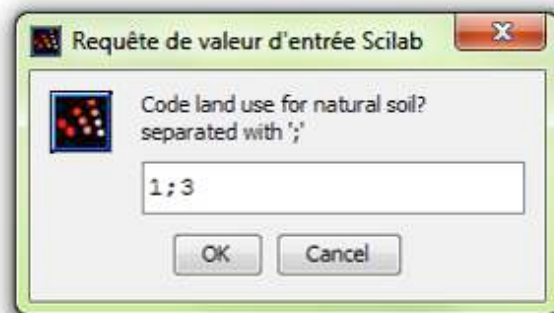 Requête de valeur d'entrée Scilab
Code land use for natural soil?
separated with ';'
1;3
OK
Cancel